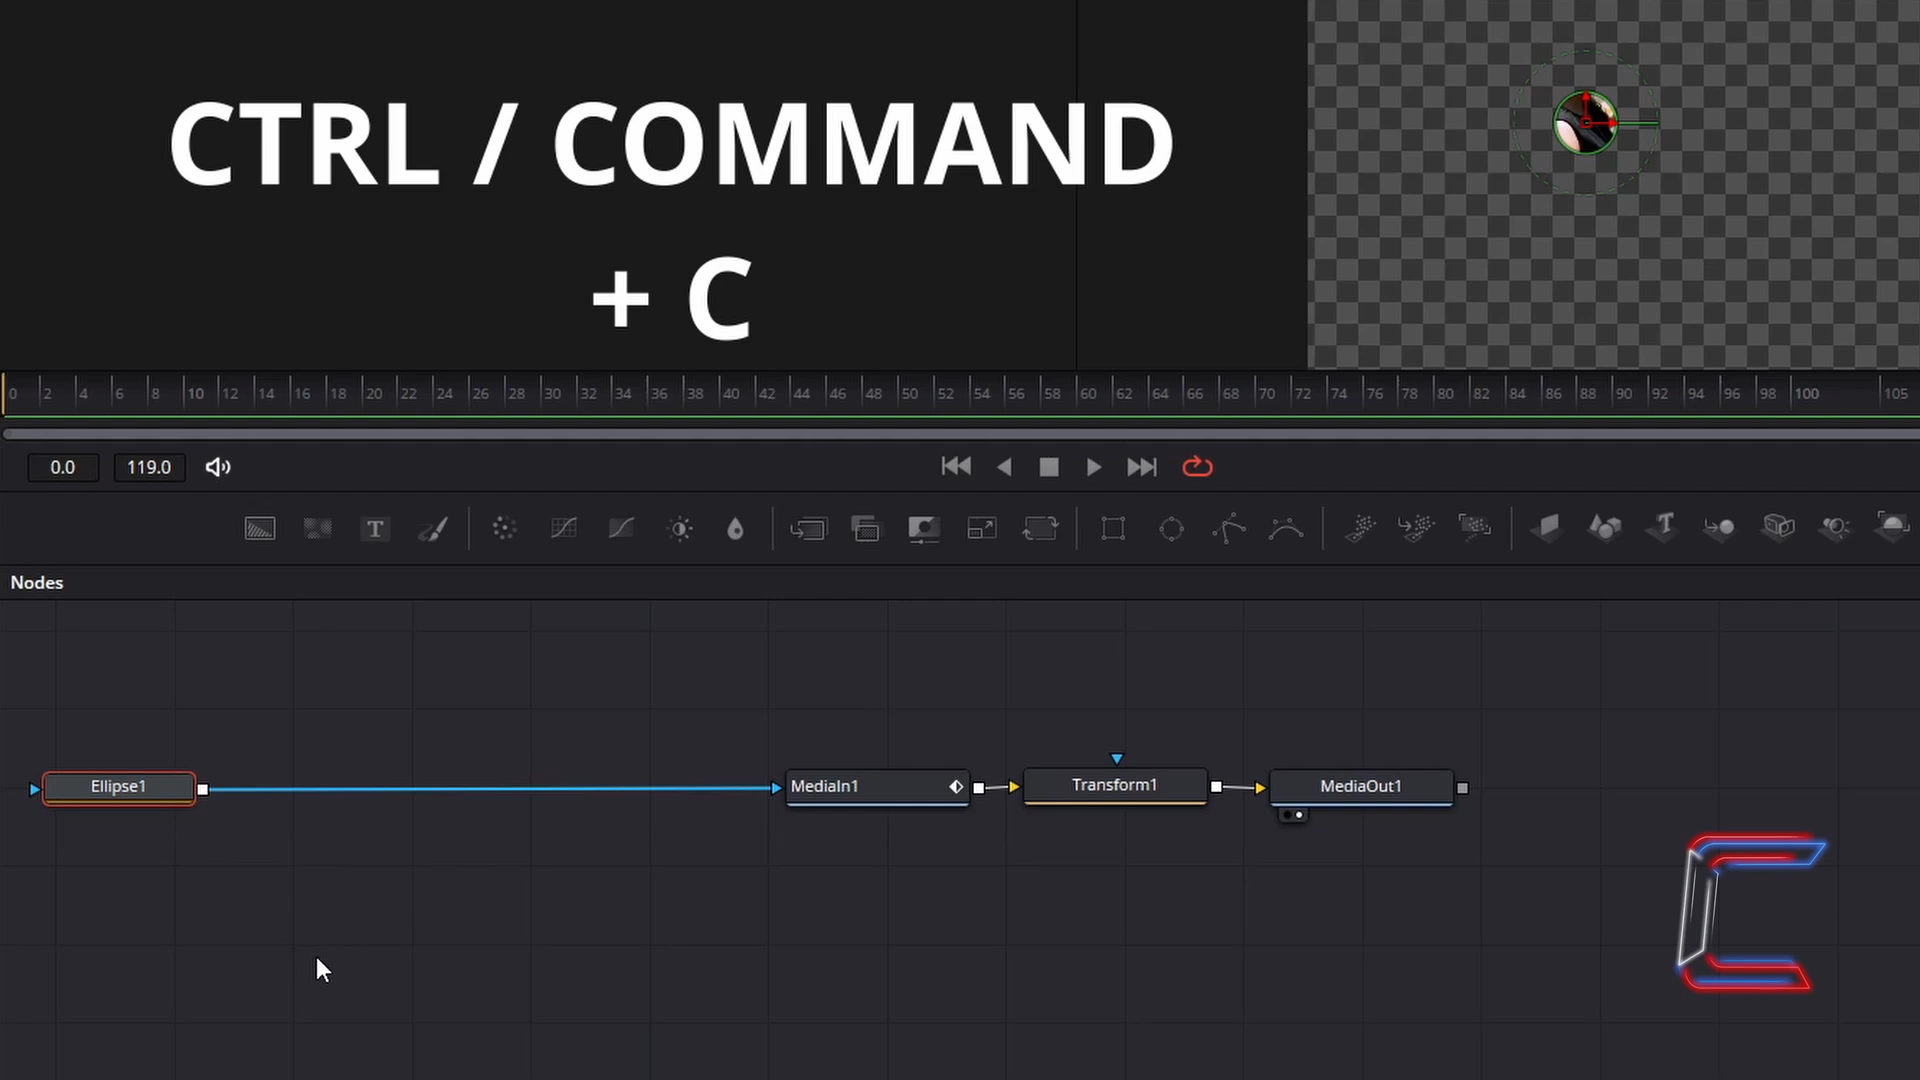 CTRL / COMMAND
+ C
0 2 4 6 8 10 12 14 16 18 20 22 24 26 28 30 32 34 36 38 40 42 44 46 48 50 52 54 56 58 60 62 64 66 68 70 72 74 76 78 80 82 84 86 88 90 92 94 96 98 100 105
0.0 119.0
T
Nodes
Ellipse1 MediaIn1 Transform1 MediaOut1
C